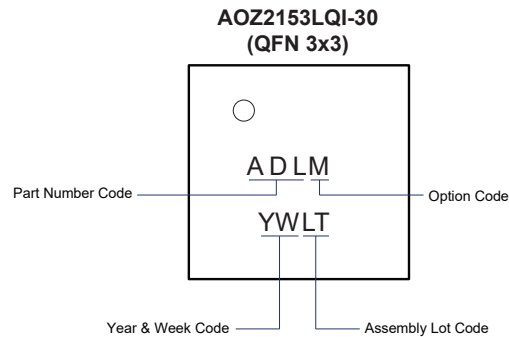 AOZ2153LQI-30
(QFN 3x3)
ADLM
Part Number Code
Option Code
YWLT
Year & Week Code
Assembly Lot Code